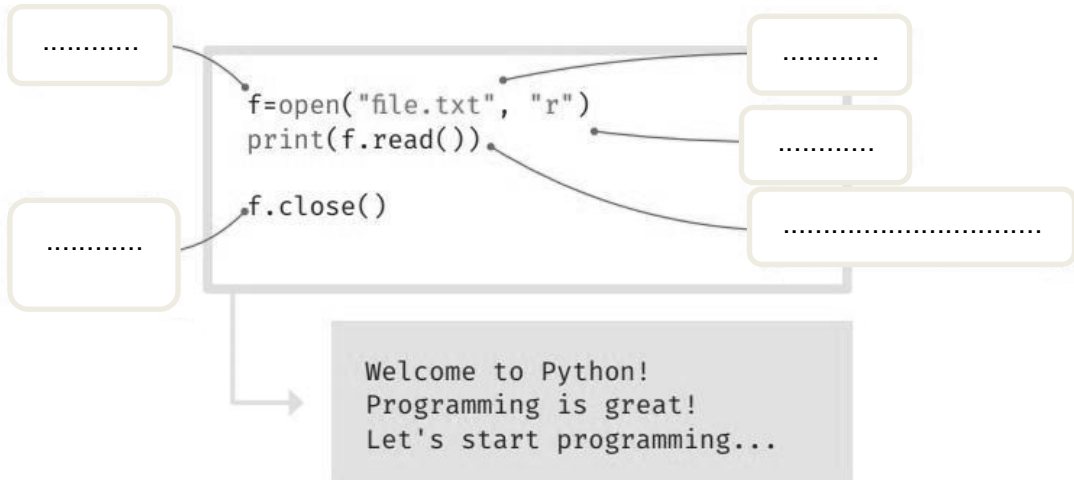 ............
............
f=open("file.txt", "r")
print(f.read())
............
f.close()
............
................................
Welcome to Python!
Programming is great!
Let's start programming...